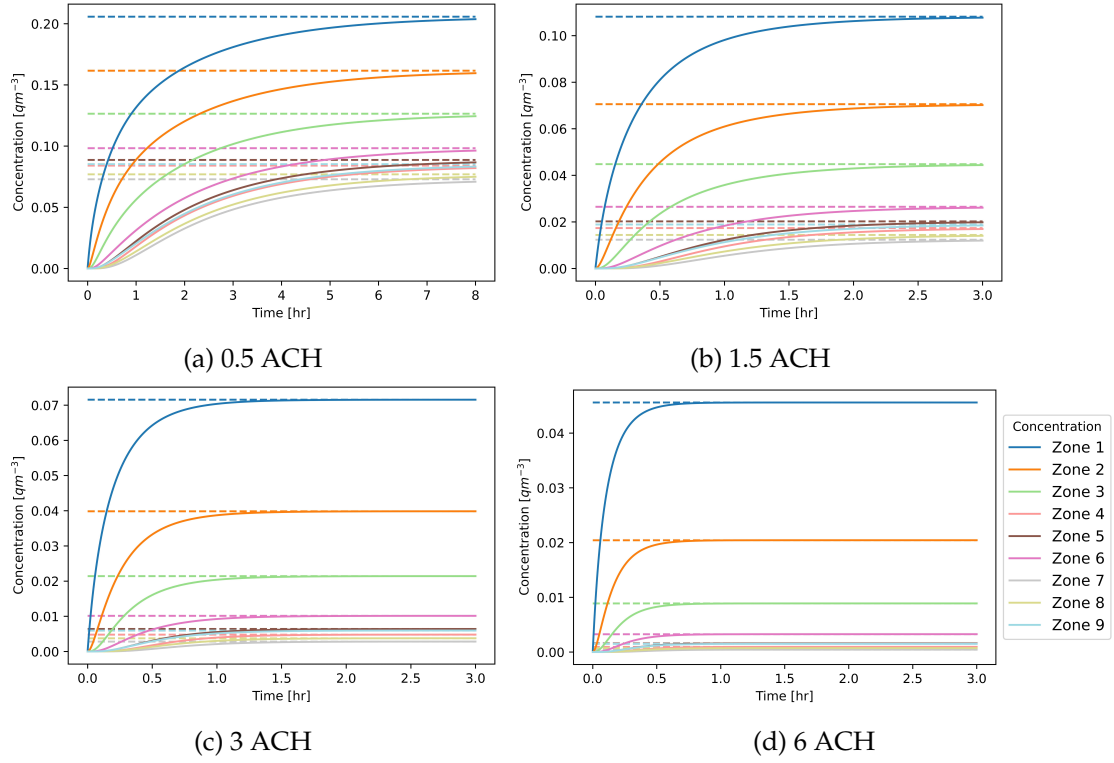 0.20
0.15
0.10
0.05
0.00
Concentration [qm⁻³]
0 1 2 3 4 5 6 7 8
Time [hr]
(a) 0.5 ACH
0.10
0.08
0.06
0.04
0.02
0.00
Concentration [qm⁻³]
0.0 0.5 1.0 1.5 2.0 2.5 3.0
Time [hr]
(b) 1.5 ACH
0.07
0.06
0.05
0.04
0.03
0.02
0.01
0.00
Concentration [qm⁻³]
0.0 0.5 1.0 1.5 2.0 2.5 3.0
Time [hr]
(c) 3 ACH
0.04
0.03
0.02
0.01
0.00
Concentration [qm⁻³]
0.0 0.5 1.0 1.5 2.0 2.5 3.0
Time [hr]
(d) 6 ACH
Concentration
Zone 1
Zone 2
Zone 3
Zone 4
Zone 5
Zone 6
Zone 7
Zone 8
Zone 9